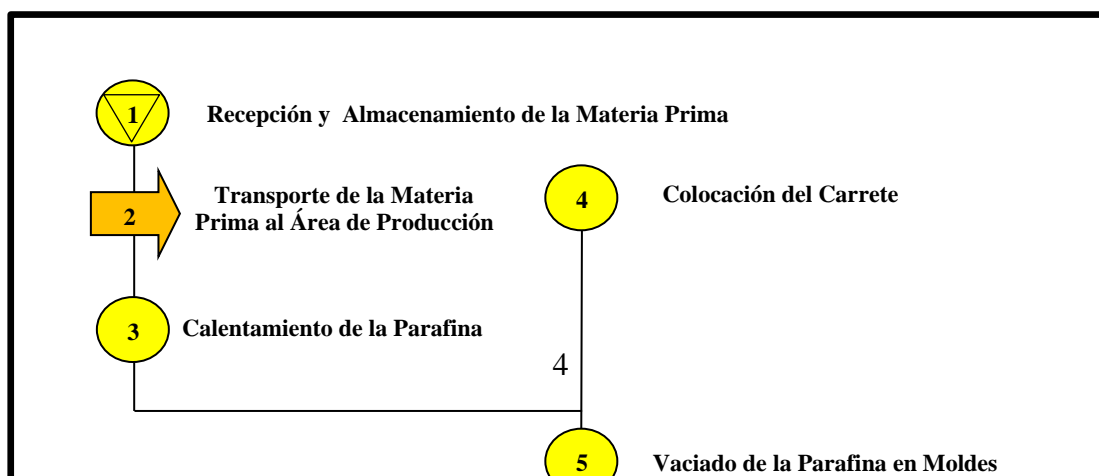 1
Recepción y Almacenamiento de la Materia Prima
2
Transporte de la Materia
Prima al Área de Producción
4
Colocación del Carrete
3
Calentamiento de la Parafina
4
5
Vaciado de la Parafina en Moldes